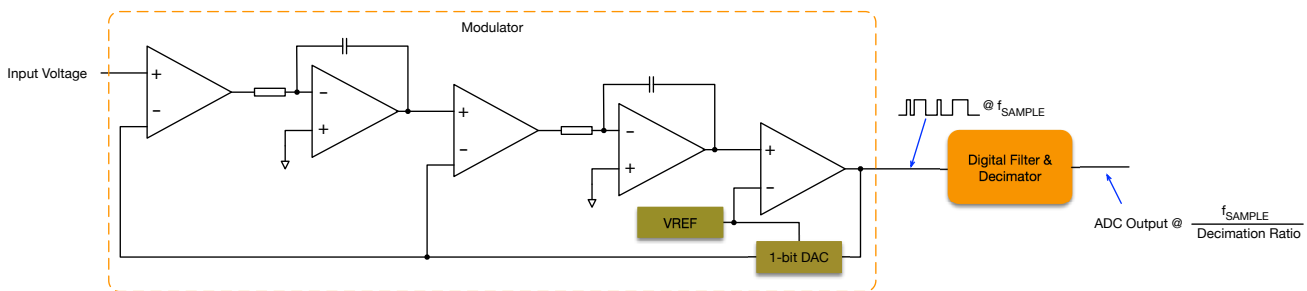 Modulator
Input Voltage
+
−
−
+
+
−
−
+
+
−
@ fSAMPLE
Digital Filter &
Decimator
VREF
1-bit DAC
ADC Output @ fSAMPLE
Decimation Ratio